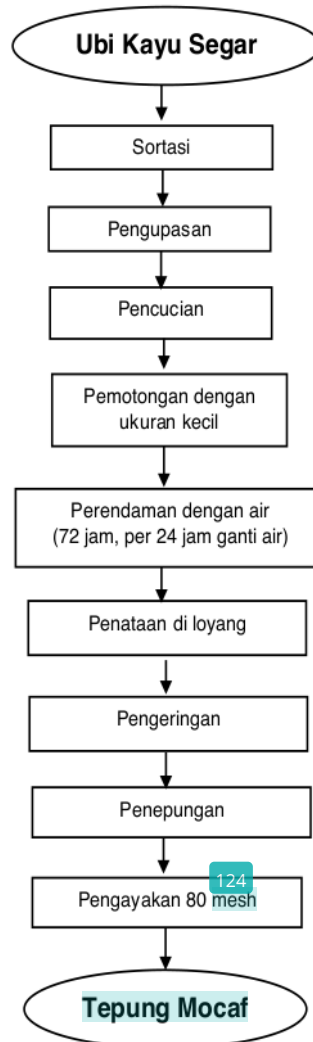 Ubi Kayu Segar
Sortasi
Pengupasan
Pencucian
Pemotongan dengan
ukuran kecil
Perendaman dengan air
(72 jam, per 24 jam ganti air)
Penataan di loyang
Pengeringan
Penepungan
124
Pengayakan 80 mesh
Tepung Mocaf